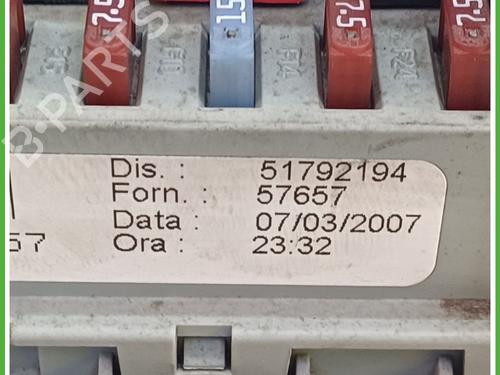 7.5 15 7.5 7.5
F24
B-PARTS
Dis. : 51792194
Forn. : 57657
Data : 07/03/2007
57 Ora : 23:32